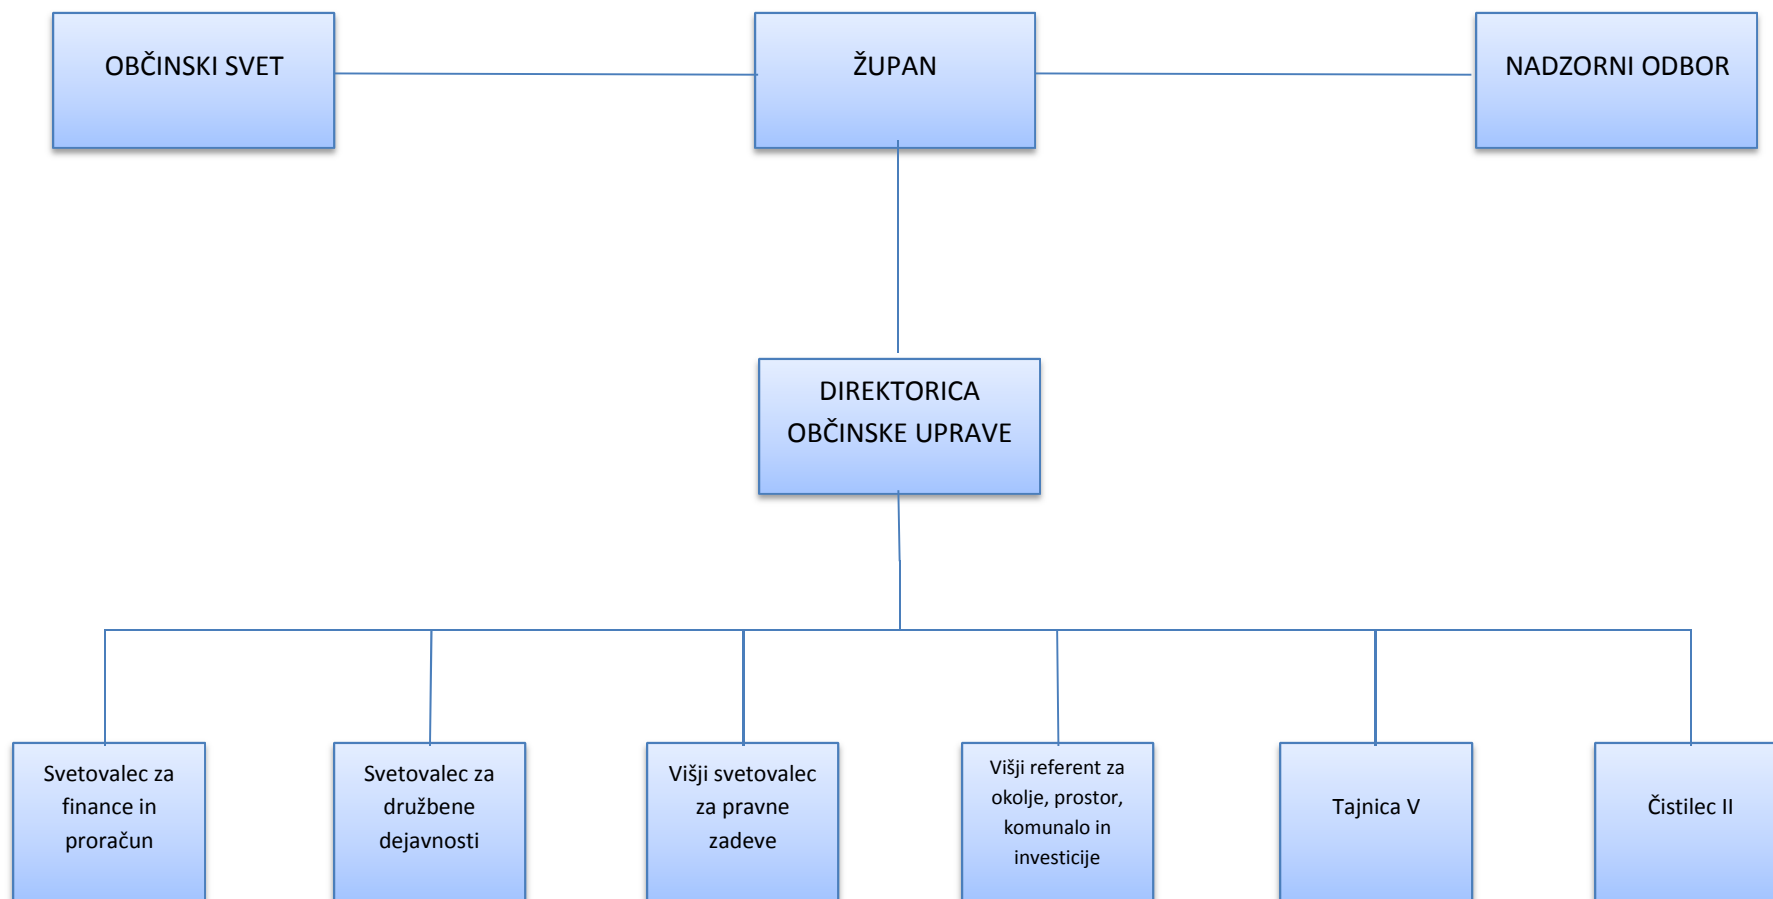 OBČINSKI SVET
ŽUPAN
NADZORNI ODBOR
DIREKTORICA
OBČINSKE UPRAVE
Svetovalec za
finance in
proračun
Svetovalec za
družbene
dejavnosti
Višji svetovalec
za pravne
zadeve
Višji referent za
okolje, prostor,
komunalo in
investicije
Tajnica V
Čistilec II